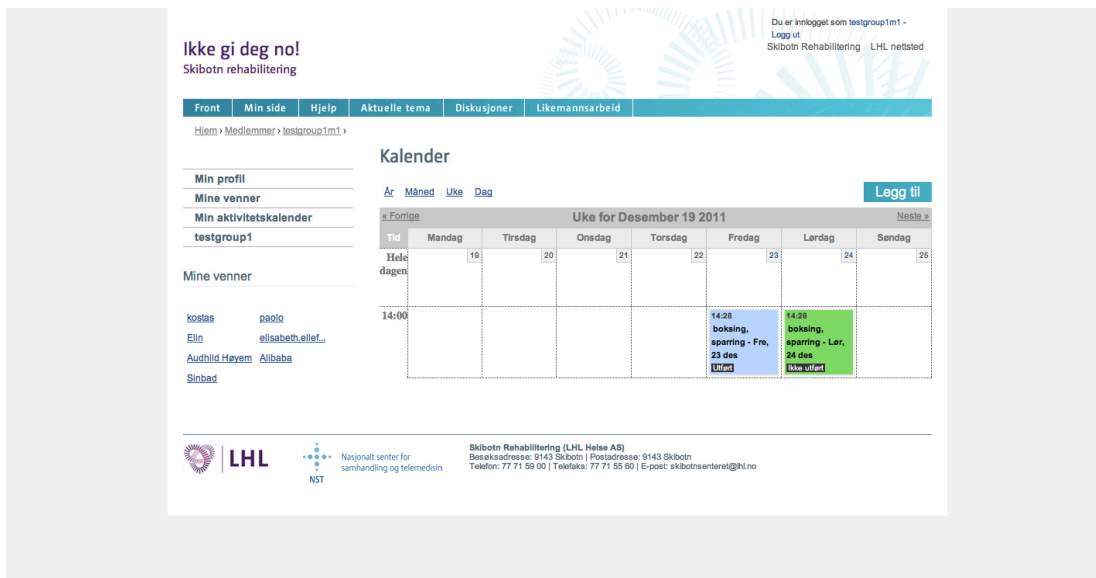 Du er innlogget som testgroup1m1 -
Logg ut
Skibotn Rehabilitering LHL nettsted
Ikke gi deg no!
Skibotn rehabilitering
Front Min side Hjelp Aktuelle tema Diskusjoner Likemannsarbeid
Hjem › Medlemmer › testgroup1m1 ›
Kalender
Min profil
Mine venner
Min aktivitetskalender
testgroup1
År Måned Uke Dag
Legg til
« Forrige Uke for Desember 19 2011 Neste »
Tid Mandag Tirsdag Onsdag Torsdag Fredag Lørdag Søndag
Hele dagen 19 20 21 22 23 24 25
14:00
14:28
boksing,
sparring - Fre,
23 des
Utført
14:28
boksing,
sparring - Lør,
24 des
Ikke utført
Mine venner
kostas paolo
Elin elisabeth.ellef...
Audhild Høyem Alibaba
Sinbad
LHL
NST
Nasjonalt senter for
samhandling og telemedisin
Skibotn Rehabilitering (LHL Helse AS)
Besøksadresse: 9143 Skibotn | Postadresse: 9143 Skibotn
Telefon: 77 71 59 00 | Telefaks: 77 71 55 60 | E-post: skibotnsenteret@lhl.no